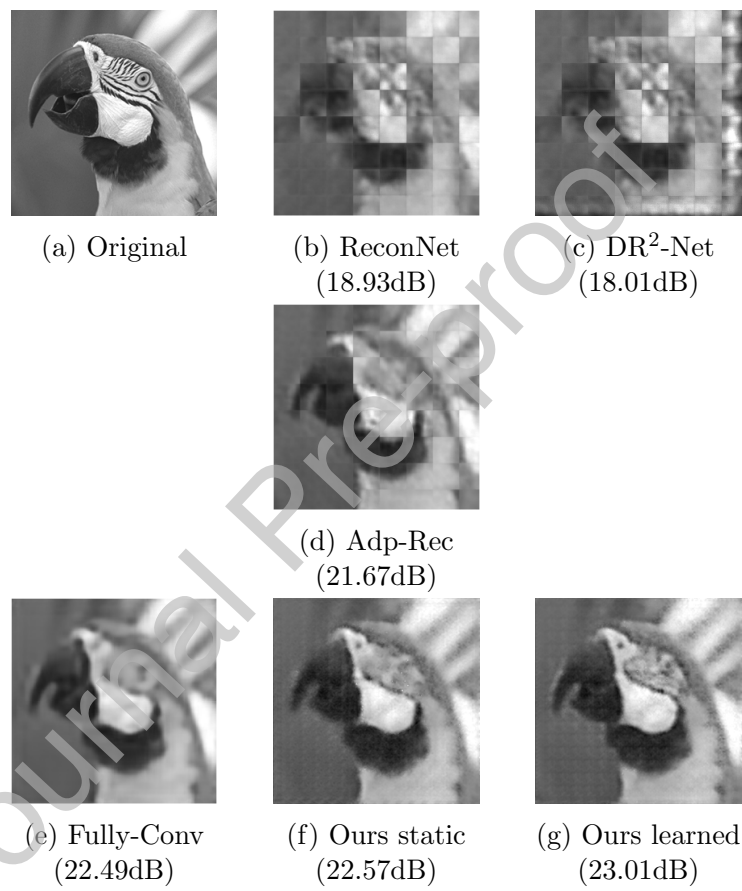 (a) Original
(b) ReconNet
(18.93dB)
(c) DR²-Net
(18.01dB)
(d) Adp-Rec
(21.67dB)
(e) Fully-Conv
(22.49dB)
(f) Ours static
(22.57dB)
(g) Ours learned
(23.01dB)
Journal Pre-proof